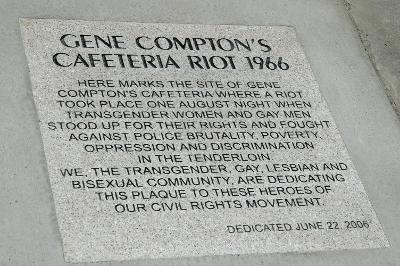 GENE COMPTON'S
CAFETERIA RIOT 1966
HERE MARKS THE SITE OF GENE
COMPTON'S CAFETERIA WHERE A RIOT
TOOK PLACE ONE AUGUST NIGHT WHEN
TRANSGENDER WOMEN AND GAY MEN
STOOD UP FOR THEIR RIGHTS AND FOUGHT
AGAINST POLICE BRUTALITY, POVERTY,
OPPRESSION AND DISCRIMINATION
IN THE TENDERLOIN.
WE, THE TRANSGENDER, GAY, LESBIAN AND
BISEXUAL COMMUNITY, ARE DEDICATING
THIS PLAQUE TO THESE HEROES OF
OUR CIVIL RIGHTS MOVEMENT.
DEDICATED JUNE 22, 2006